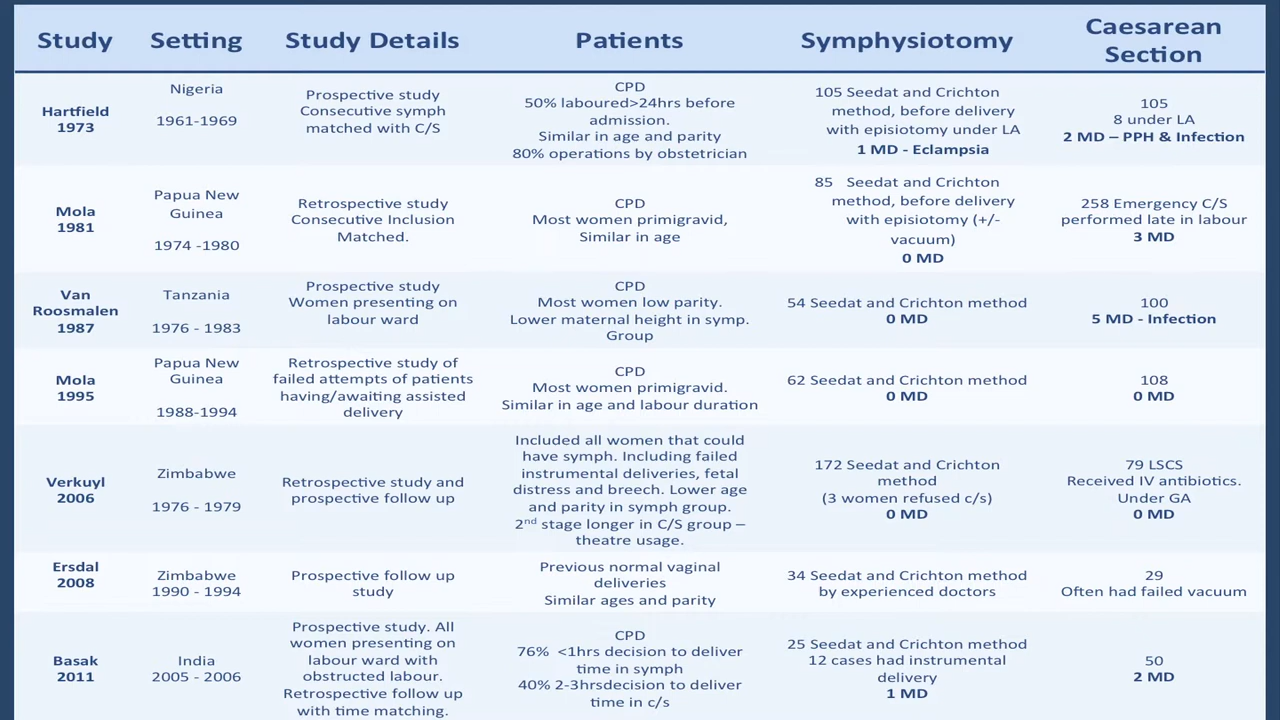 Study
Setting
Study Details
Patients
Symphysiotomy
Caesarean
Section
Hartfield
1973
Nigeria
1961-1969
Prospective study
Consecutive symph
matched with C/S
CPD
50% laboured>24hrs before
admission.
Similar in age and parity
80% operations by obstetrician
105 Seedat and Crichton
method, before delivery
with episiotomy under LA
1 MD - Eclampsia
105
8 under LA
2 MD – PPH & Infection
Mola
1981
Papua New
Guinea
1974 -1980
Retrospective study
Consecutive Inclusion
Matched.
CPD
Most women primigravid,
Similar in age
85 Seedat and Crichton
method, before delivery
with episiotomy (+/-
vacuum)
0 MD
258 Emergency C/S
performed late in labour
3 MD
Van
Roosmalen
1987
Tanzania
1976 - 1983
Prospective study
Women presenting on
labour ward
CPD
Most women low parity.
Lower maternal height in symp.
Group
54 Seedat and Crichton method
0 MD
100
5 MD - Infection
Mola
1995
Papua New
Guinea
1988-1994
Retrospective study of
failed attempts of patients
having/awaiting assisted
delivery
CPD
Most women primigravid.
Similar in age and labour duration
62 Seedat and Crichton method
0 MD
108
0 MD
Verkuyl
2006
Zimbabwe
1976 - 1979
Retrospective study and
prospective follow up
Included all women that could
have symph. Including failed
instrumental deliveries, fetal
distress and breech. Lower age
and parity in symph group.
2nd stage longer in C/S group –
theatre usage.
172 Seedat and Crichton
method
(3 women refused c/s)
0 MD
79 LSCS
Received IV antibiotics.
Under GA
0 MD
Ersdal
2008
Zimbabwe
1990 - 1994
Prospective follow up
study
Previous normal vaginal
deliveries
Similar ages and parity
34 Seedat and Crichton method
by experienced doctors
29
Often had failed vacuum
Basak
2011
India
2005 - 2006
Prospective study. All
women presenting on
labour ward with
obstructed labour.
Retrospective follow up
with time matching.
CPD
76% <1hrs decision to deliver
time in symph
40% 2-3hrsdecision to deliver
time in c/s
25 Seedat and Crichton method
12 cases had instrumental
delivery
1 MD
50
2 MD